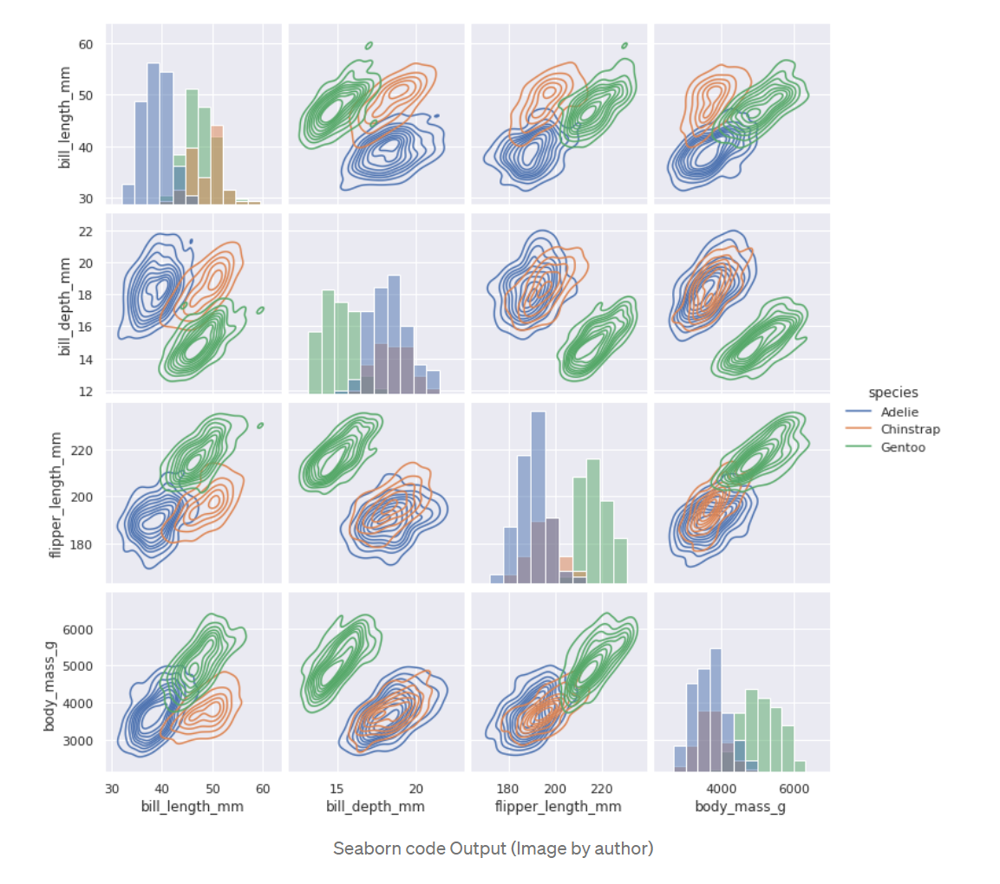 60
50
40
30
bill_length_mm
22
20
18
16
14
12
bill_depth_mm
species
Adelie
Chinstrap
Gentoo
220
200
180
flipper_length_mm
6000
5000
4000
3000
body_mass_g
30 40 50 60 15 20 180 200 220 4000 6000
bill_length_mm bill_depth_mm flipper_length_mm body_mass_g
Seaborn code Output (Image by author)